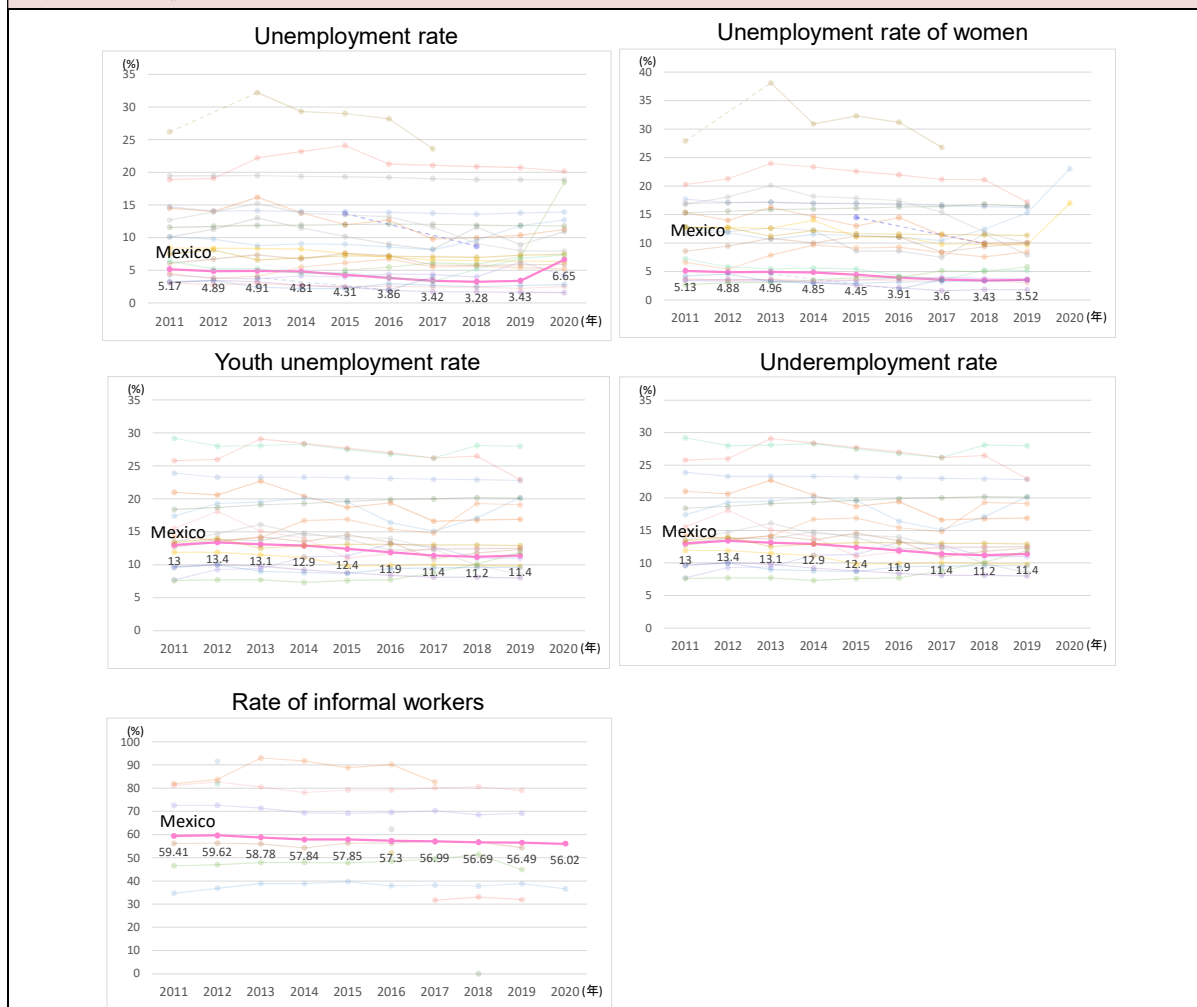 Unemployment rate
(%)
35
30
25
20
15
10
5
0
Mexico
5.17 4.89 4.91 4.81 4.31 3.86 3.42 3.28 3.43 6.65
2011 2012 2013 2014 2015 2016 2017 2018 2019 2020 (年)
Unemployment rate of women
(%)
40
35
30
25
20
15
10
5
0
Mexico
5.13 4.88 4.96 4.85 4.45 3.91 3.6 3.43 3.52
2011 2012 2013 2014 2015 2016 2017 2018 2019 2020 (年)
Youth unemployment rate
(%)
35
30
25
20
15
10
5
0
Mexico
13 13.4 13.1 12.9 12.4 11.9 11.4 11.2 11.4
2011 2012 2013 2014 2015 2016 2017 2018 2019 2020 (年)
Underemployment rate
(%)
35
30
25
20
15
10
5
0
Mexico
13 13.4 13.1 12.9 12.4 11.9 11.4 11.2 11.4
2011 2012 2013 2014 2015 2016 2017 2018 2019 2020 (年)
Rate of informal workers
(%)
100
90
80
70
60
50
40
30
20
10
0
Mexico
59.41 59.62 58.78 57.84 57.85 57.3 56.99 56.69 56.49 56.02
2011 2012 2013 2014 2015 2016 2017 2018 2019 2020 (年)